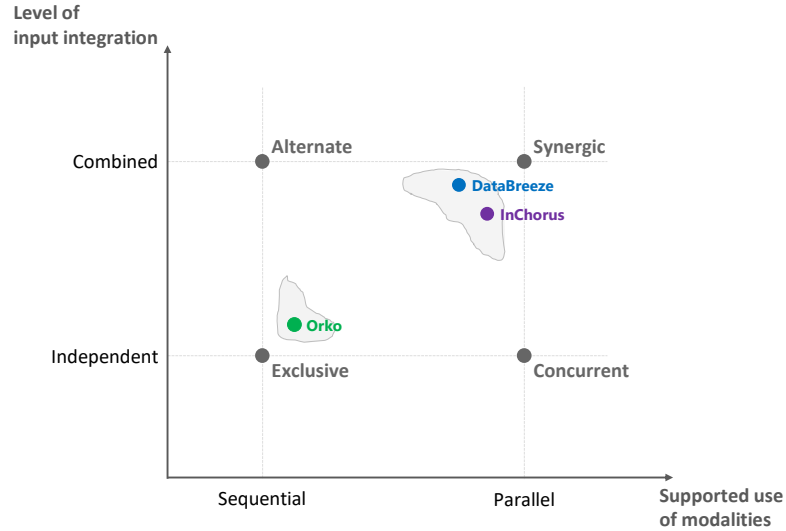 Level of
input integration
Alternate
Synergic
Combined
DataBreeze
InChorus
Orko
Independent
Exclusive
Concurrent
Sequential
Parallel
Supported use
of modalities